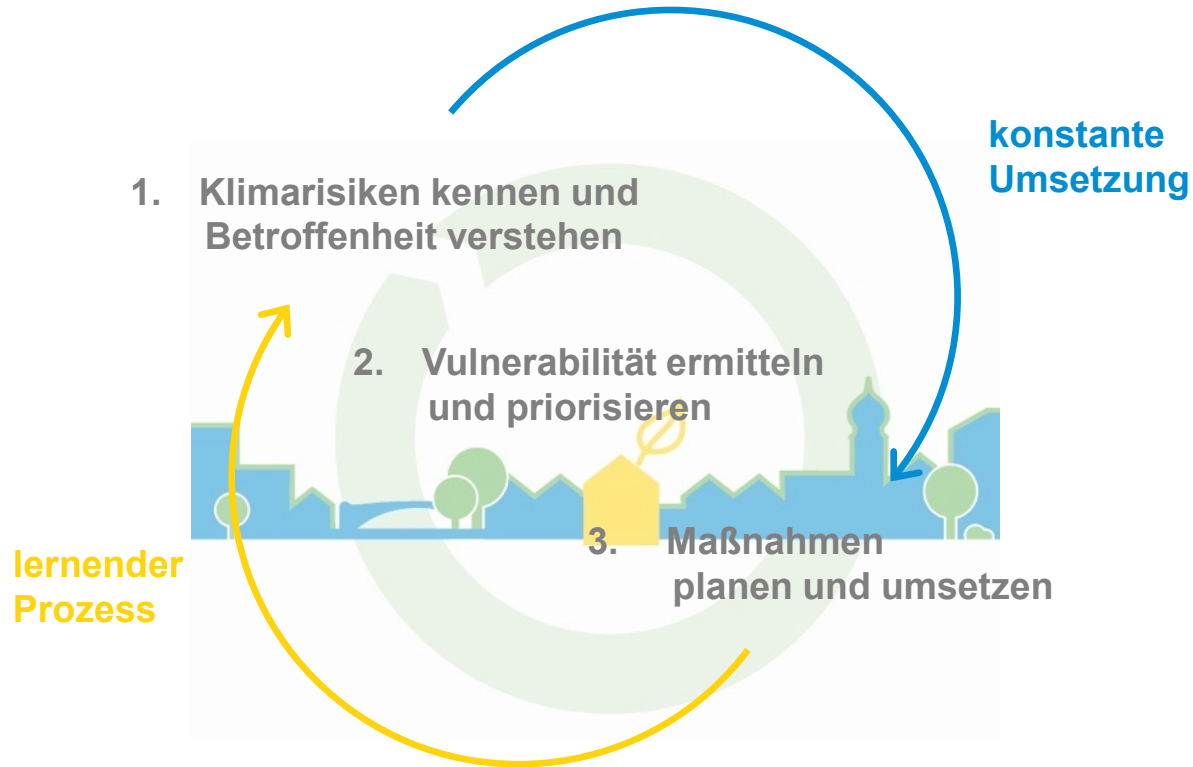 konstante
Umsetzung
1. Klimarisiken kennen und
Betroffenheit verstehen
2. Vulnerabilität ermitteln
und priorisieren
3. Maßnahmen
planen und umsetzen
lernender
Prozess